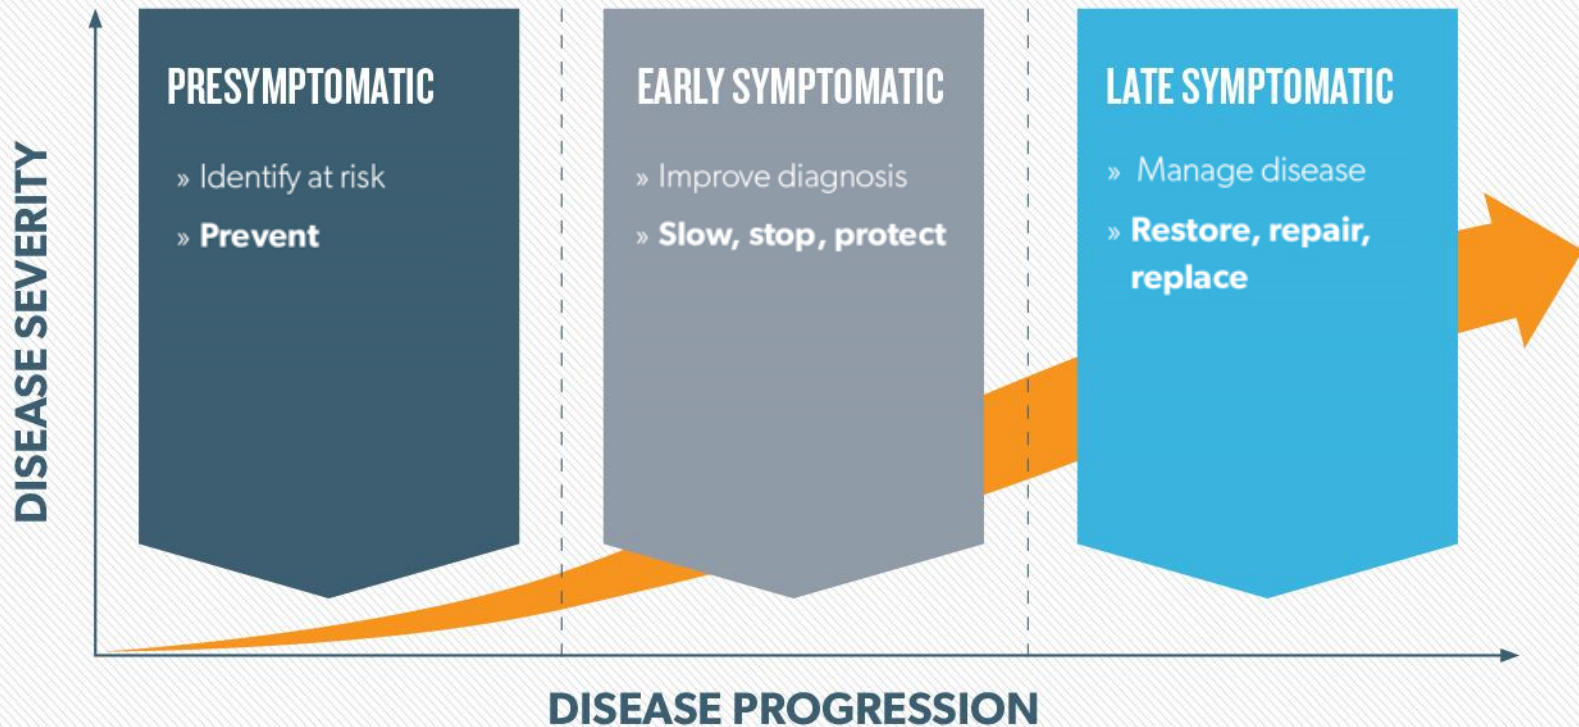 DISEASE SEVERITY
PRESYMPTOMATIC
» Identify at risk
» Prevent
EARLY SYMPTOMATIC
» Improve diagnosis
» Slow, stop, protect
LATE SYMPTOMATIC
» Manage disease
» Restore, repair,
replace
DISEASE PROGRESSION